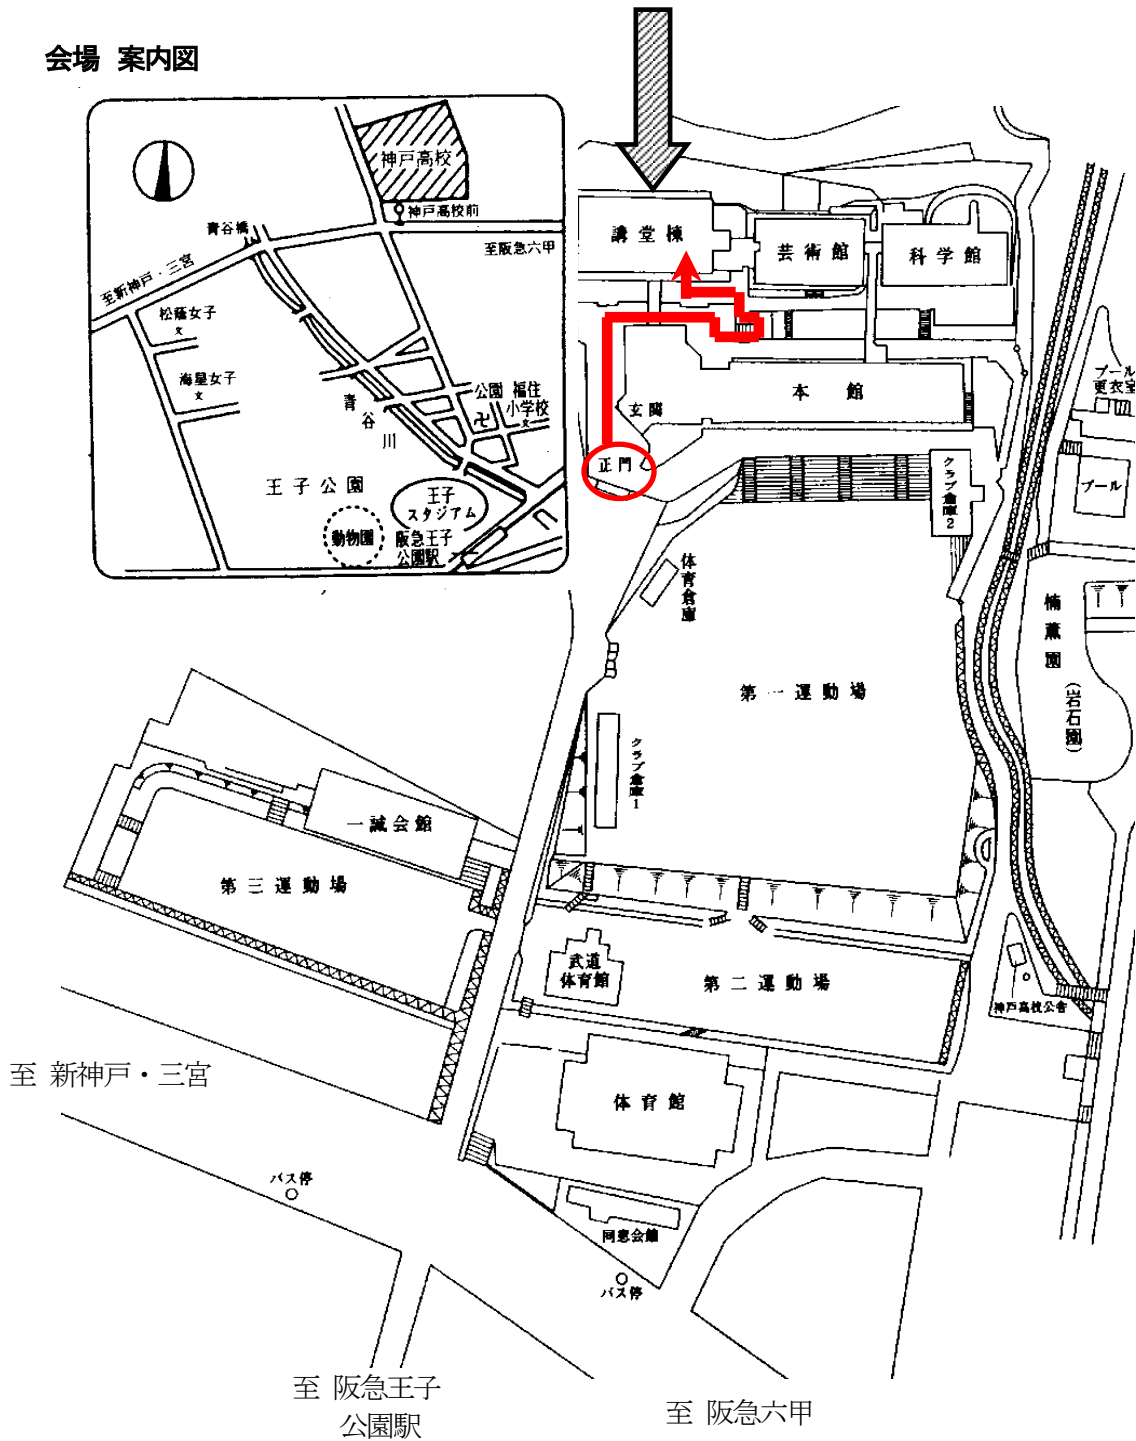 会場 案内図
神戸高校
神戸高校前
青谷橋
至阪急六甲
至新神戸・三宮
松蔭女子
文
海星女子
文
青谷川
公園
福住
小学校
文
卍
王子公園
王子
スタジアム
動物園
阪急王子
公園駅
講堂棟
芸術館
科学館
本館
玄関
正門
プール
更衣室
プール
クラブ倉庫2
体育倉庫
楠薫園
(岩石園)
第一運動場
クラブ倉庫1
一誠会館
第三運動場
武道
体育館
第二運動場
神戸高校公舎
至 新神戸・三宮
体育館
バス停
同窓会館
バス停
至 阪急王子
公園駅
至 阪急六甲